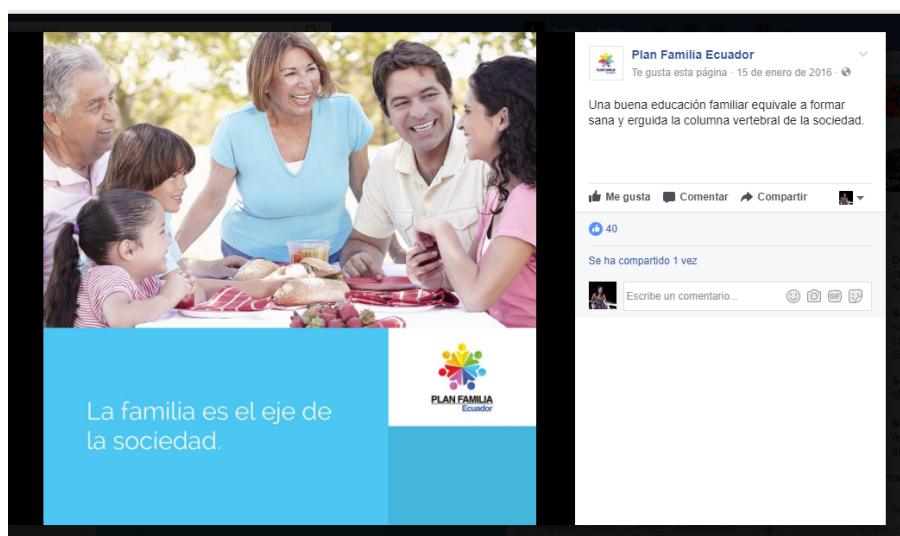 La familia es el eje de
la sociedad.
PLAN FAMILIA
Ecuador
Plan Familia Ecuador
Te gusta esta página · 15 de enero de 2016 ·
Una buena educación familiar equivale a formar
sana y erguida la columna vertebral de la sociedad.
Me gusta Comentar Compartir
40
Se ha compartido 1 vez
Escribe un comentario...
GIF